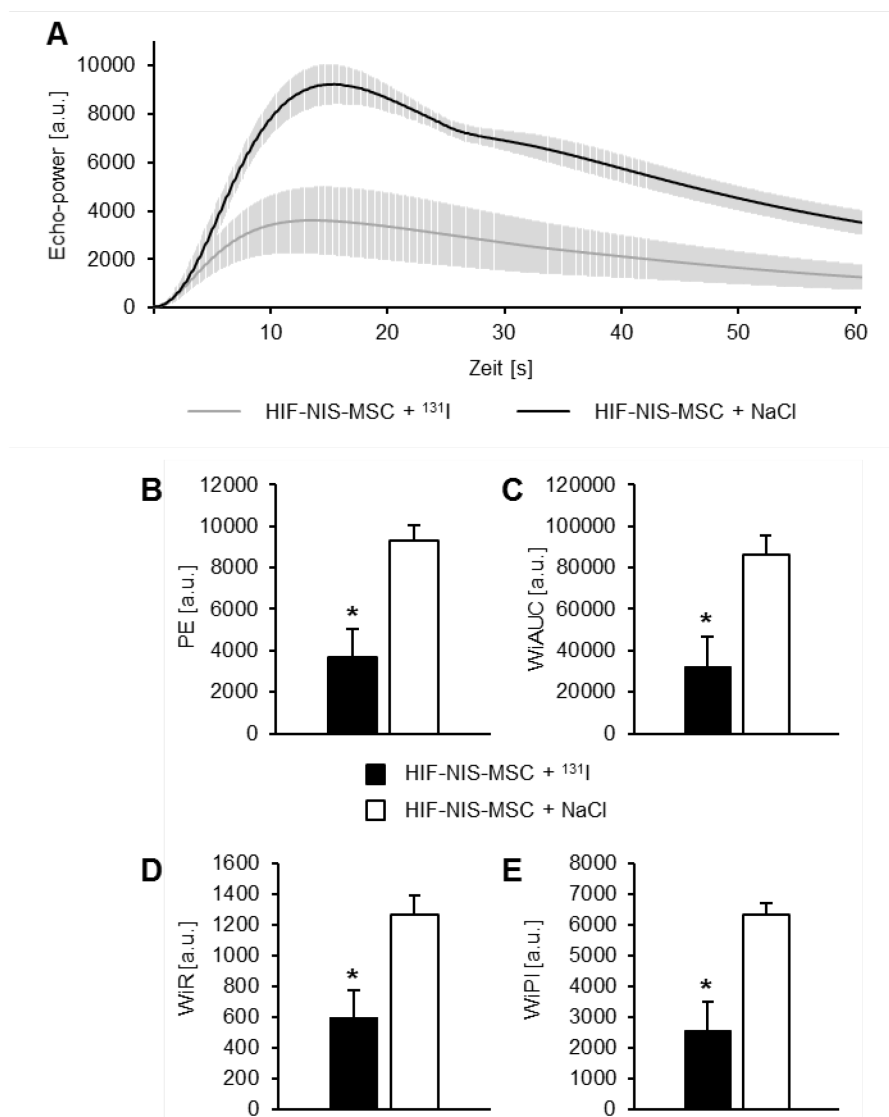 A
Echo-power [a.u.]
10000
8000
6000
4000
2000
0
10 20 30 40 50 60
Zeit [s]
HIF-NIS-MSC + ¹³¹I HIF-NIS-MSC + NaCl
B
PE [a.u.]
12000
10000
8000
6000
4000
2000
0
*
C
WiAUC [a.u.]
120000
100000
80000
60000
40000
20000
0
*
HIF-NIS-MSC + ¹³¹I
HIF-NIS-MSC + NaCl
D
WiR [a.u.]
1600
1400
1200
1000
800
600
400
200
0
*
E
WiPI [a.u.]
8000
7000
6000
5000
4000
3000
2000
1000
0
*